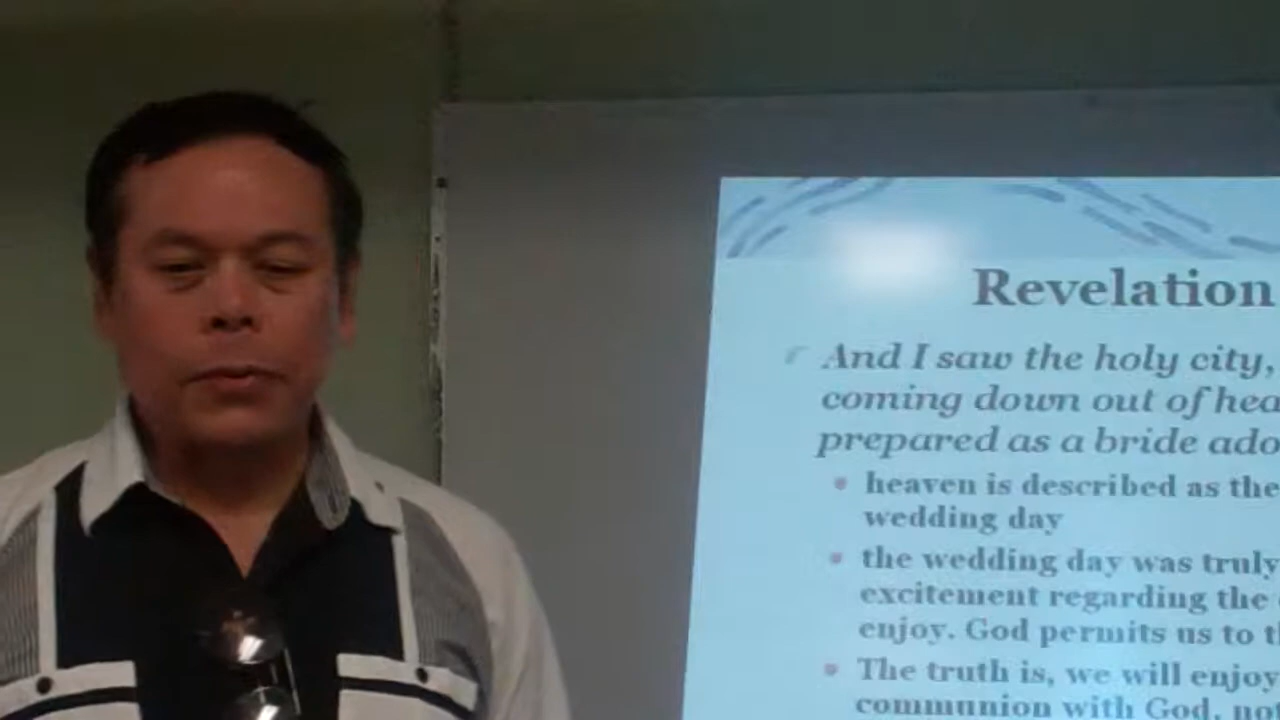 Revelation
And I saw the holy city,
coming down out of hea
prepared as a bride ado
heaven is described as the
wedding day
the wedding day was truly
excitement regarding the
enjoy. God permits us to th
The truth is, we will enjoy
communion with God, not